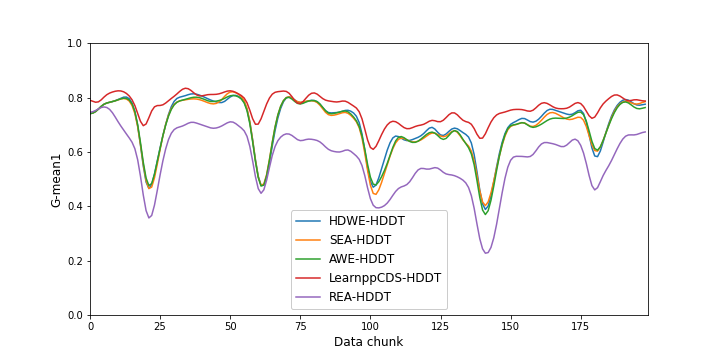 1.0
0.8
0.6
0.4
0.2
0.0
G-mean1
HDWE-HDDT
SEA-HDDT
AWE-HDDT
LearnppCDS-HDDT
REA-HDDT
0 25 50 75 100 125 150 175
Data chunk